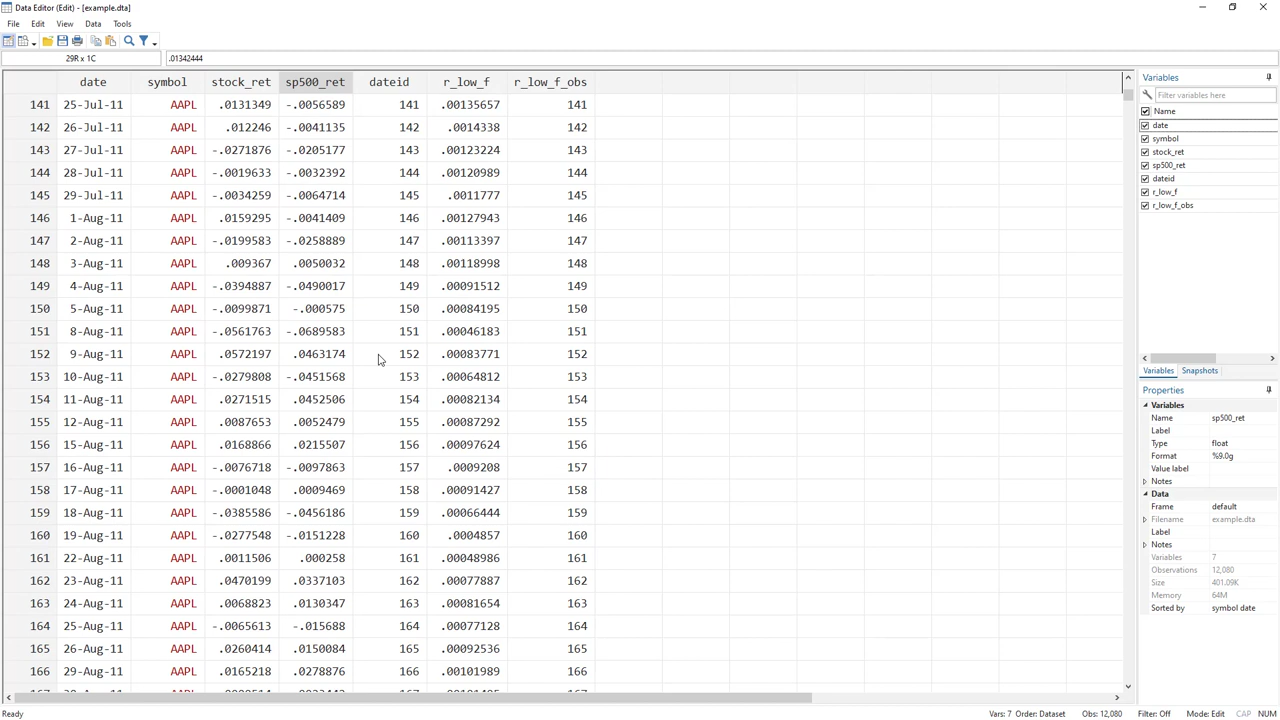 Data Editor (Edit) - [example.dta]
File Edit View Data Tools
29R x 1C .01342444
date symbol stock_ret sp500_ret dateid r_low_f r_low_f_obs
141 25-Jul-11 AAPL .0131349 -.0056589 141 .00135657 141
142 26-Jul-11 AAPL .012246 -.0041135 142 .0014338 142
143 27-Jul-11 AAPL -.0271876 -.0205177 143 .00122224 143
144 28-Jul-11 AAPL -.0019633 -.0032392 144 .00120989 144
145 29-Jul-11 AAPL -.0034259 -.0064714 145 .0011777 145
146 1-Aug-11 AAPL .0159295 -.0041409 146 .00127943 146
147 2-Aug-11 AAPL -.0199583 -.0258889 147 .00113397 147
148 3-Aug-11 AAPL .009367 .0050032 148 .00118998 148
149 4-Aug-11 AAPL -.0394887 -.0490017 149 .00091512 149
150 5-Aug-11 AAPL -.0099871 -.000575 150 .00084195 150
151 8-Aug-11 AAPL -.0561763 -.0689583 151 .00046183 151
152 9-Aug-11 AAPL .0572197 .0463174 152 .00083771 152
153 10-Aug-11 AAPL -.0279808 -.0451568 153 .00064812 153
154 11-Aug-11 AAPL .0271515 .0452506 154 .00082134 154
155 12-Aug-11 AAPL .0087653 .0052479 155 .00087292 155
156 15-Aug-11 AAPL .0168866 .0215507 156 .00097624 156
157 16-Aug-11 AAPL -.0076718 -.0097863 157 .0009208 157
158 17-Aug-11 AAPL -.0001048 .0009469 158 .00091427 158
159 18-Aug-11 AAPL -.0385586 -.0456186 159 .00066444 159
160 19-Aug-11 AAPL -.0277548 -.0151228 160 .0004857 160
161 22-Aug-11 AAPL .0011506 .000258 161 .00048986 161
162 23-Aug-11 AAPL .0470199 .0337103 162 .00077887 162
163 24-Aug-11 AAPL .0068823 .0130347 163 .00081654 163
164 25-Aug-11 AAPL -.0065613 -.015688 164 .00077128 164
165 26-Aug-11 AAPL .0260414 .0150084 165 .00092536 165
166 29-Aug-11 AAPL .0165218 .0278876 166 .00101989 166
Variables
Filter variables here
Name
date
symbol
stock_ret
sp500_ret
dateid
r_low_f
r_low_f_obs
Variables Snapshots
Properties
Variables
Name sp500_ret
Label
Type float
Format %9.0g
Value label
Notes
Data
Frame default
Filename example.dta
Label
Notes
Variables 7
Observations 12,080
Size 401.09K
Memory 64M
Sorted by symbol date
Ready Vars: 7 Order: Dataset Obs: 12,080 Filter: Off Mode: Edit CAP NUM